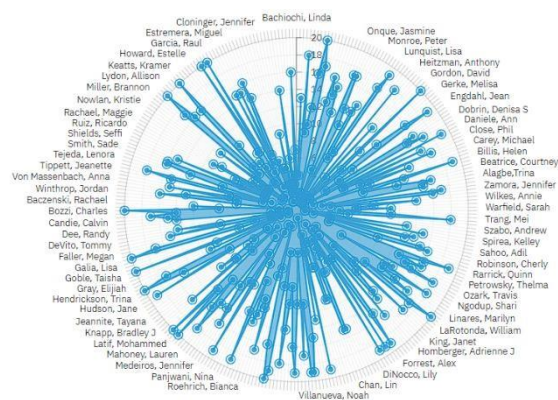 Bachiochi, Linda
Onque, Jasmine
Monroe, Peter
Lunquist, Lisa
Heitzman, Anthony
Gordon, David
Gerke, Melisa
Engdahl, Jean
Dobrin, Denisa S
Daniele, Ann
Close, Phil
Carey, Michael
Billis, Helen
Beatrice, Courtney
Alagbe,Trina
Zamora, Jennifer
Wilkes, Annie
Warfield, Sarah
Trang, Mei
Szabo, Andrew
Spirea, Kelley
Sahoo, Adil
Robinson, Cherly
Rarrick, Quinn
Petrowsky, Thelma
Ozark, Travis
Ngodup, Shari
Linares, Marilyn
LaRotonda, William
King, Janet
Homberger, Adrienne J
Forrest, Alex
DiNocco, Lily
Chan, Lin
Villanueva, Noah
Roehrich, Bianca
Panjwani, Nina
Medeiros, Jennifer
Mahoney, Lauren
Latif, Mohammed
Knapp, Bradley J
Jeannite, Tayana
Hudson, Jane
Hendrickson, Trina
Gray, Elijiah
Goble, Taisha
Galia, Lisa
Faller, Megan
DeVito, Tommy
Dee, Randy
Candie, Calvin
Bozzi, Charles
Baczenski, Rachael
Winthrop, Jordan
Von Massenbach, Anna
Tippett, Jeanette
Tejeda, Lenora
Smith, Sade
Shields, Seffi
Ruiz, Ricardo
Rachael, Maggie
Nowlan, Kristie
Miller, Brannon
Lydon, Allison
Keatts, Kramer
Howard, Estelle
Garcia, Raul
Estremera, Miguel
Cloninger, Jennifer
20
18
16
14
12
10